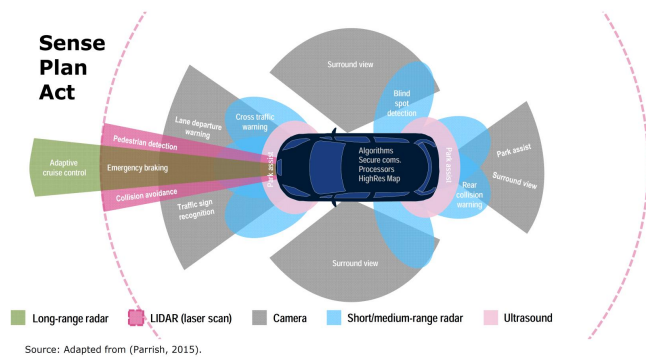 Sense
Plan
Act
Surround view
Blind
spot
detection
Lane departure
warning
Cross traffic
warning
Pedestrian detection
Adaptive
cruise control
Emergency braking
Collision avoidance
Traffic sign
recognition
Park assist
Algorithms
Secure coms.
Processors
HighRes Map
Park assist
Park assist
Surround view
Rear
collision
warning
Surround view
Long-range radar
LIDAR (laser scan)
Camera
Short/medium-range radar
Ultrasound
Source: Adapted from (Parrish, 2015).